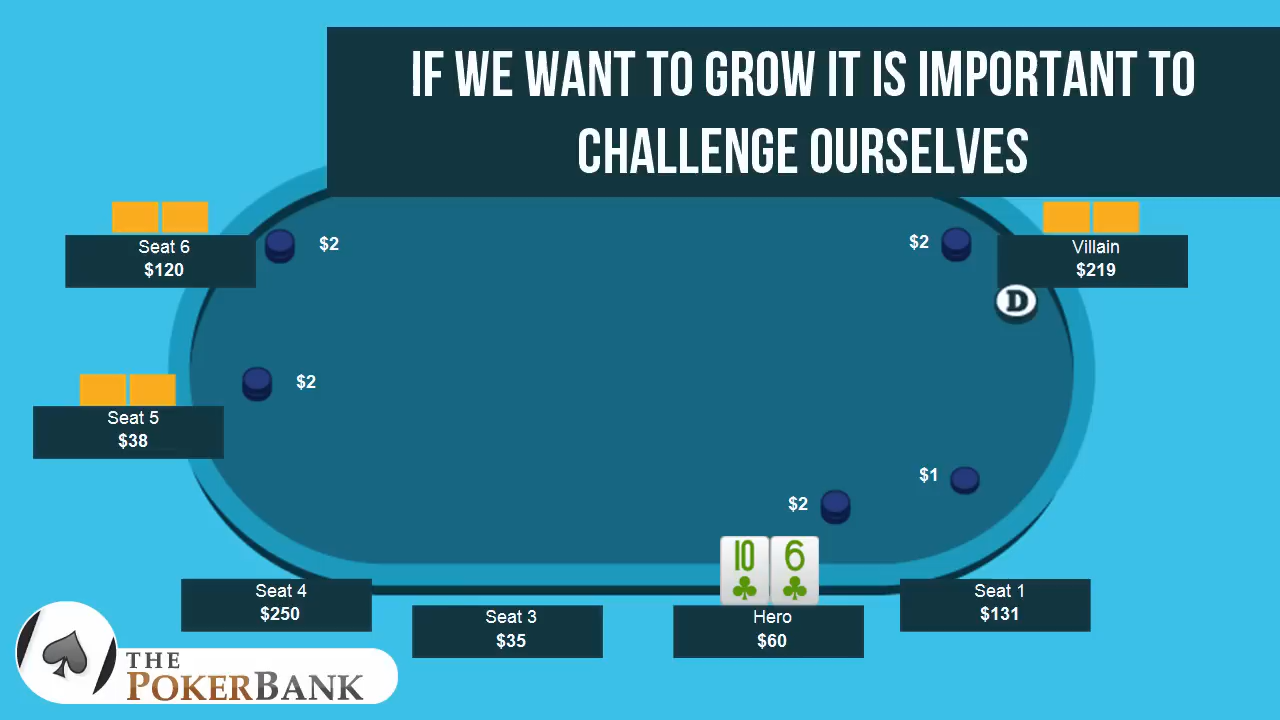 IF WE WANT TO GROW IT IS IMPORTANT TO
CHALLENGE OURSELVES
Seat 6
$120
$2
$2
Villain
$219
D
Seat 5
$38
$2
$1
$2
10 6
Seat 4
$250
Seat 3
$35
Hero
$60
Seat 1
$131
THE
POKERBANK